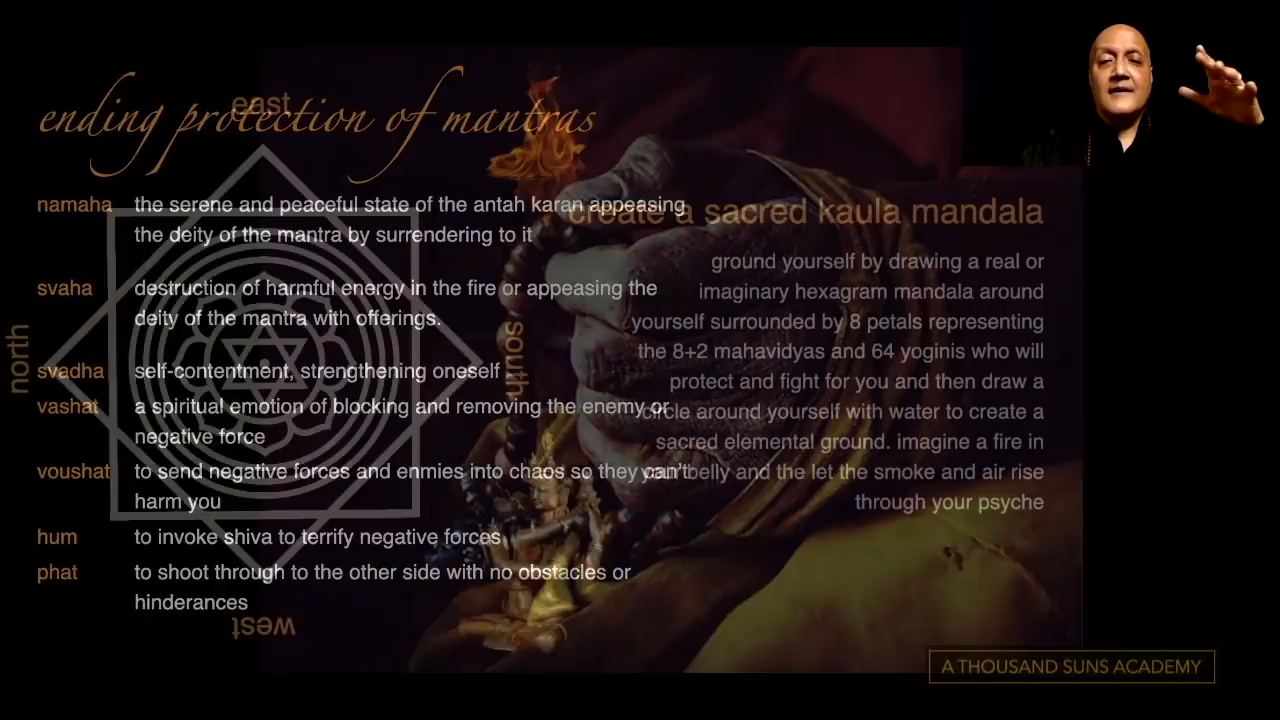 ending protection of mantras
namaha the serene and peaceful state of the antah karan appeasing
the deity of the mantra by surrendering to it
svaha destruction of harmful energy in the fire or appeasing the
deity of the mantra with offerings.
svadha self-contentment, strengthening oneself
vashat a spiritual emotion of blocking and removing the enemy or
negative force
voushat to send negative forces and enmies into chaos so they can't
harm you
hum to invoke shiva to terrify negative forces
phat to shoot through to the other side with no obstacles or
hinderances
east
north
south
west
create a sacred kaula mandala
ground yourself by drawing a real or
imaginary hexagram mandala around
yourself surrounded by 8 petals representing
the 8+2 mahavidyas and 64 yoginis who will
protect and fight for you and then draw a
circle around yourself with water to create a
sacred elemental ground. imagine a fire in
your belly and the let the smoke and air rise
through your psyche
A THOUSAND SUNS ACADEMY